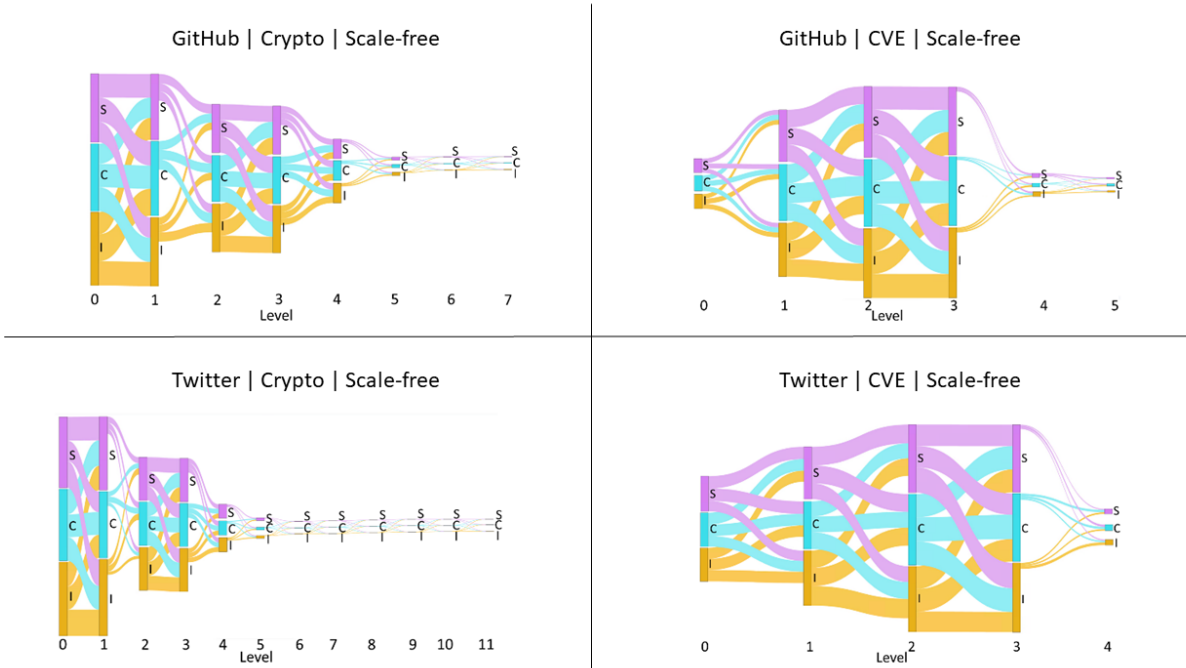 GitHub | Crypto | Scale-free
S S S S S S S S
C C C C C C C C
I I I I I I I I
0 1 2 3 4 5 6 7
Level
GitHub | CVE | Scale-free
S S S S S S
C C C C C C
I I I I I I
0 1 2 3 4 5
Level
Twitter | Crypto | Scale-free
S S S S S S S S S S S S
C C C C C C C C C C C C
I I I I I I I I I I I I
0 1 2 3 4 5 6 7 8 9 10 11
Level
Twitter | CVE | Scale-free
S S S S S
C C C C C
I I I I I
0 1 2 3 4
Level